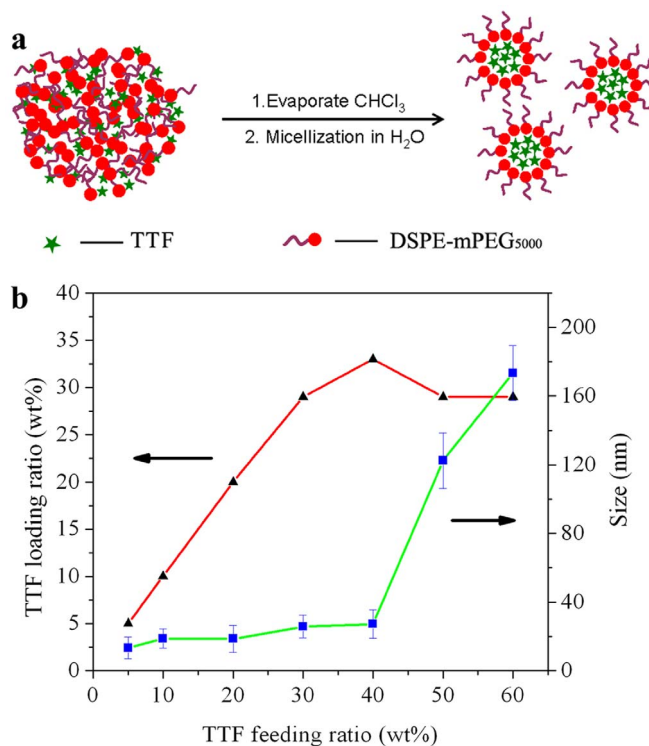 a
1.Evaporate CHCl₃
2. Micellization in H₂O
TTF
DSPE-mPEG₅₀₀₀
b
40
35
30
25
20
15
10
5
0
TTF loading ratio (wt%)
200
160
120
80
40
0
Size (nm)
0 10 20 30 40 50 60
TTF feeding ratio (wt%)